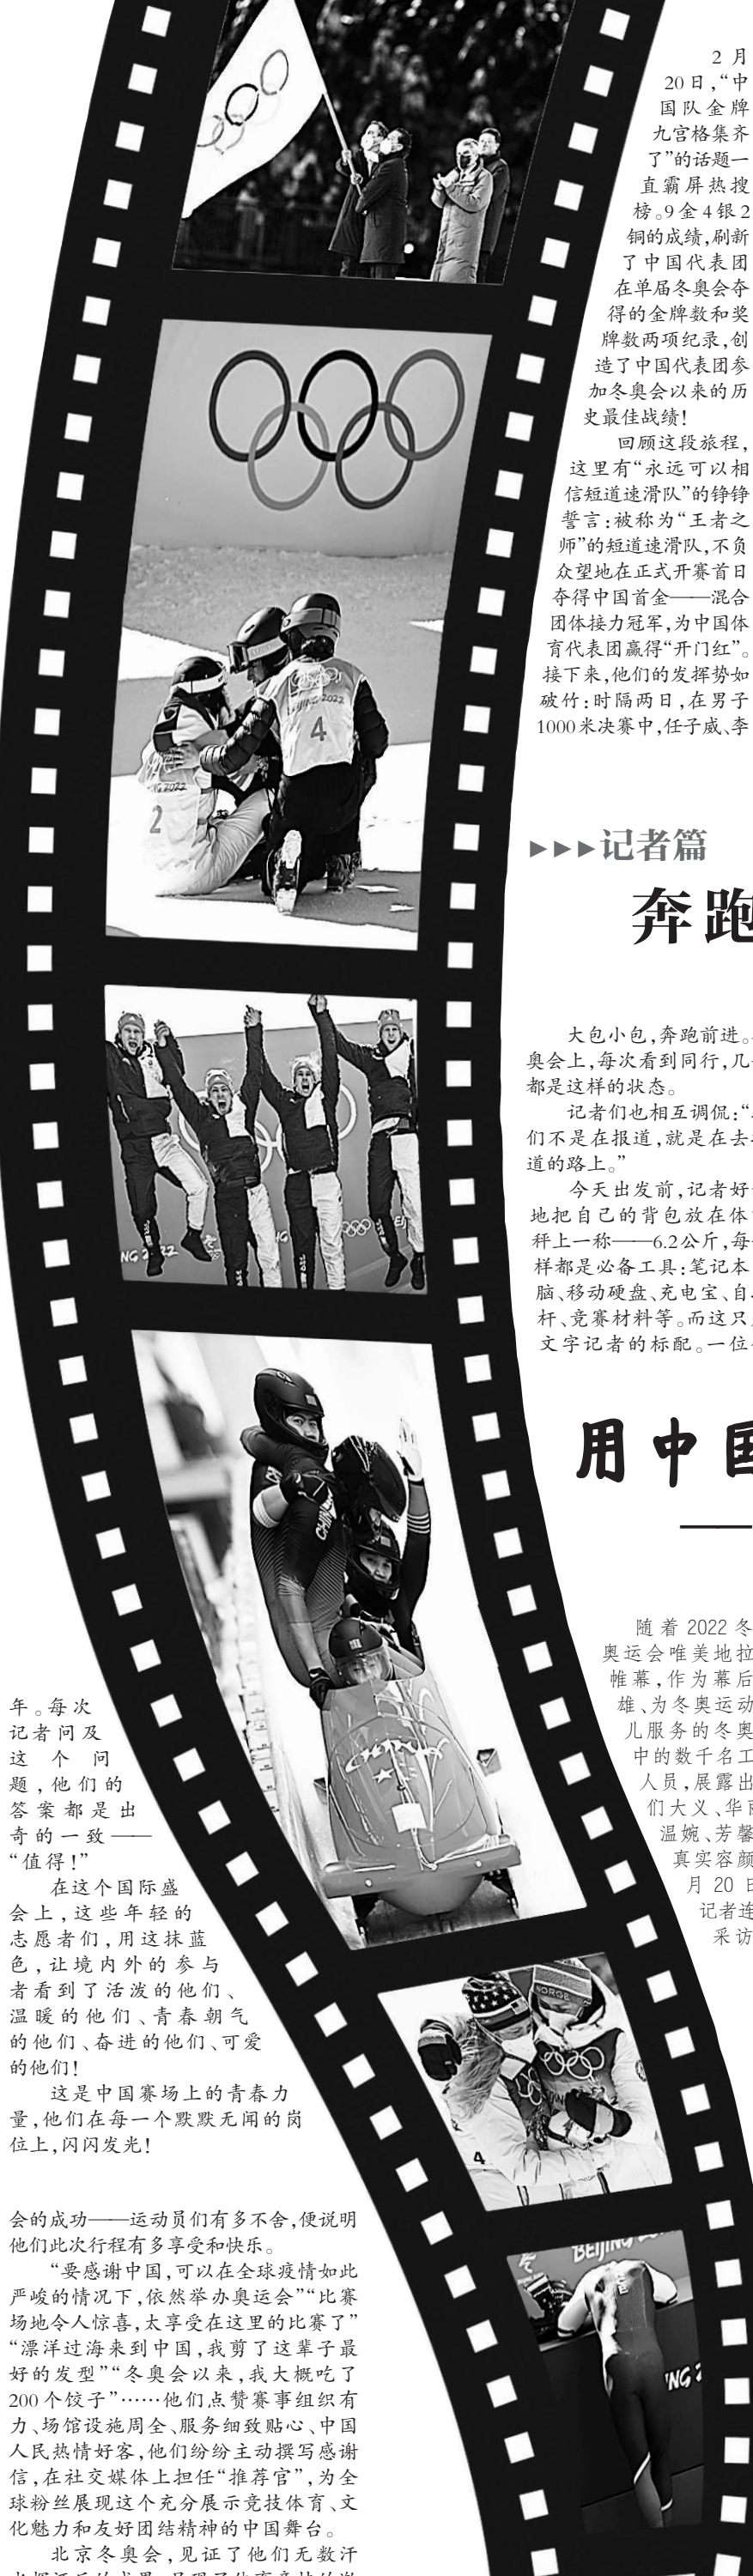 2月
20日，“中
国队金牌
九宫格集齐
了”的话题一
直霸屏热搜
榜。9金4银2
铜的成绩，刷新
了中国代表团
在单届冬奥会夺
得的金牌数和奖
牌数两项纪录，创
造了中国代表团参
加冬奥会以来的历
史最佳战绩！
回顾这段旅程，
这里有“永远可以相
信短道速滑队”的铮铮
誓言：被称为“王者之
师”的短道速滑队，不负
众望地在正式开赛首日
夺得中国首金——混合
团体接力冠军，为中国体
育代表团赢得“开门红”。
接下来，他们的发挥势如
破竹：时隔两日，在男子
1000米决赛中，任子威、李
▶▶▶记者篇
奔跑
大包小包，奔跑前进。
奥会上，每次看到同行，几
都是这样的状态。
记者们也相互调侃：“
们不是在报道，就是在去
道的路上。”
今天出发前，记者好
地把自己的背包放在体
秤上一称——6.2公斤，每
样都是必备工具：笔记本
脑、移动硬盘、充电宝、自
杆、竞赛材料等。而这只
文字记者的标配。一位
用中国
——
随着2022冬
奥运会唯美地拉
帷幕，作为幕后
雄、为冬奥运动
儿服务的冬奥
中的数千名工
人员，展露出
们大义、华
温婉、芳馨
真实容颜
月20日
记者连
采访
年。每次
记者问及
这个问
题，他们的
答案都是出
奇的一致——
“值得！”
在这个国际盛
会上，这些年轻的
志愿者们，用这抹蓝
色，让境内外的参与
者看到了活泼的他们、
温暖的他们、青春朝气
的他们、奋进的他们、可爱
的他们！
这是中国赛场上的青春力
量，他们在每一个默默无闻的岗
位上，闪闪发光！
会的成功——运动员们有多不舍，便说明
他们此次行程有多享受和快乐。
“要感谢中国，可以在全球疫情如此
严峻的情况下，依然举办奥运会”“比赛
场地令人惊喜，太享受在这里的比赛了”
“漂洋过海来到中国，我剪了这辈子最
好的发型”“冬奥会以来，我大概吃了
200个饺子”……他们点赞赛事组织有
力、场馆设施周全、服务细致贴心、中国
人民热情好客，他们纷纷主动撰写感谢
信，在社交媒体上担任“推荐官”，为全
球粉丝展现这个充分展示竞技体育、文
化魅力和友好团结精神的中国舞台。
北京冬奥会，见证了他们无数汗
BEIJING 2022
4
NG 2022
2
NG 2022
CHINA
NORGE
4
BEIJING
NG 2